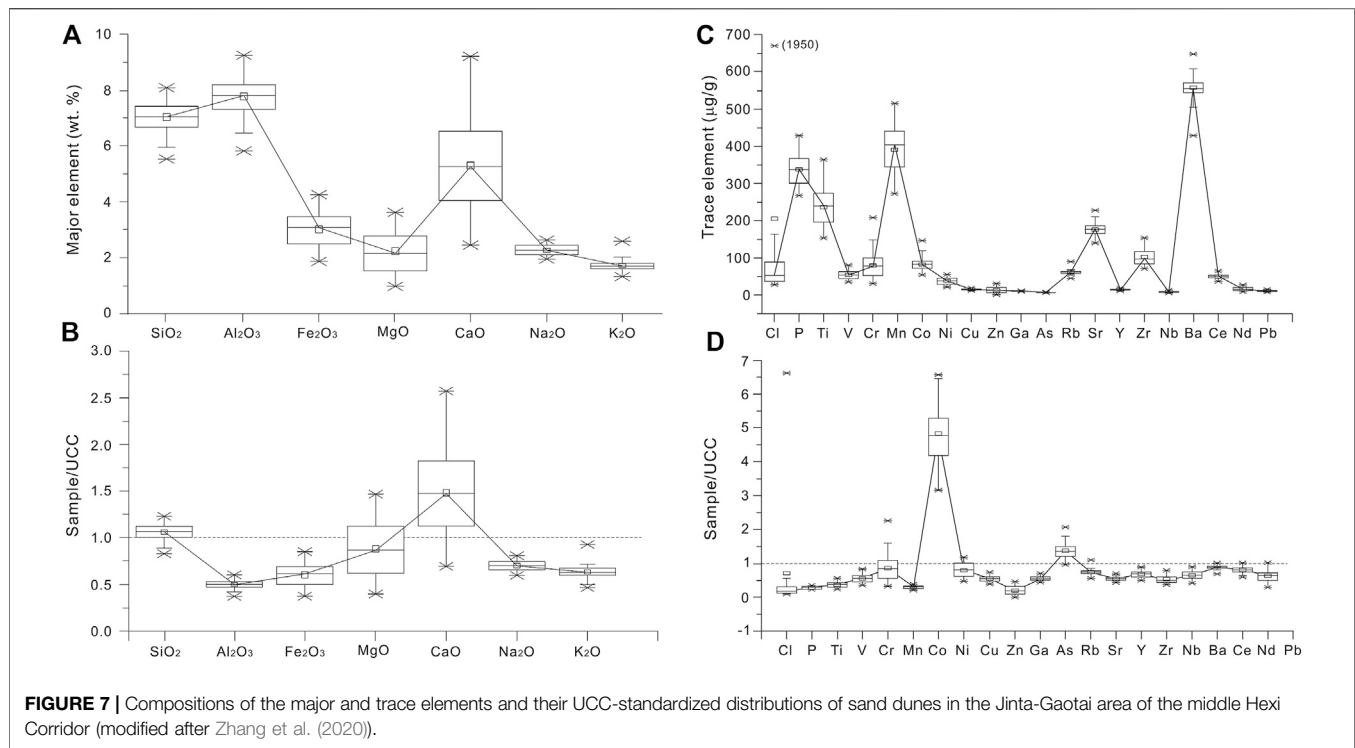 A
Major element (wt. %)
10
8
6
4
2
0
SiO₂ Al₂O₃ Fe₂O₃ MgO CaO Na₂O K₂O
B
Sample/UCC
3.0
2.5
2.0
1.5
1.0
0.5
0.0
SiO₂ Al₂O₃ Fe₂O₃ MgO CaO Na₂O K₂O
C
(1950)
Trace element (µg/g)
700
600
500
400
300
200
100
0
Cl P Ti V Cr Mn Co Ni Cu Zn Ga As Rb Sr Y Zr Nb Ba Ce Nd Pb
D
Sample/UCC
7
6
5
4
3
2
1
0
-1
Cl P Ti V Cr Mn Co Ni Cu Zn Ga As Rb Sr Y Zr Nb Ba Ce Nd Pb
FIGURE 7 | Compositions of the major and trace elements and their UCC-standardized distributions of sand dunes in the Jinta-Gaotai area of the middle Hexi
Corridor (modified after Zhang et al. (2020)).